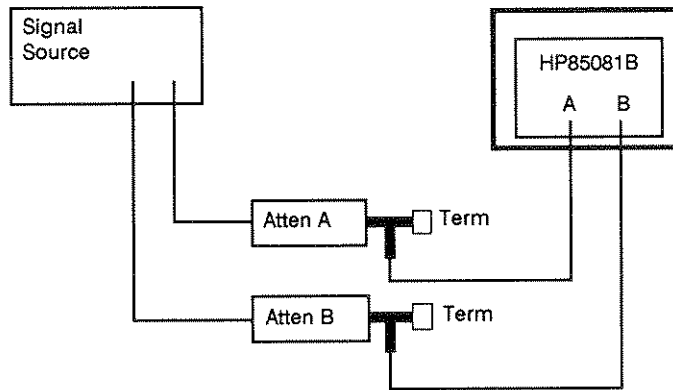 Signal
Source
HP85081B
A B
Atten A
Term
Atten B
Term